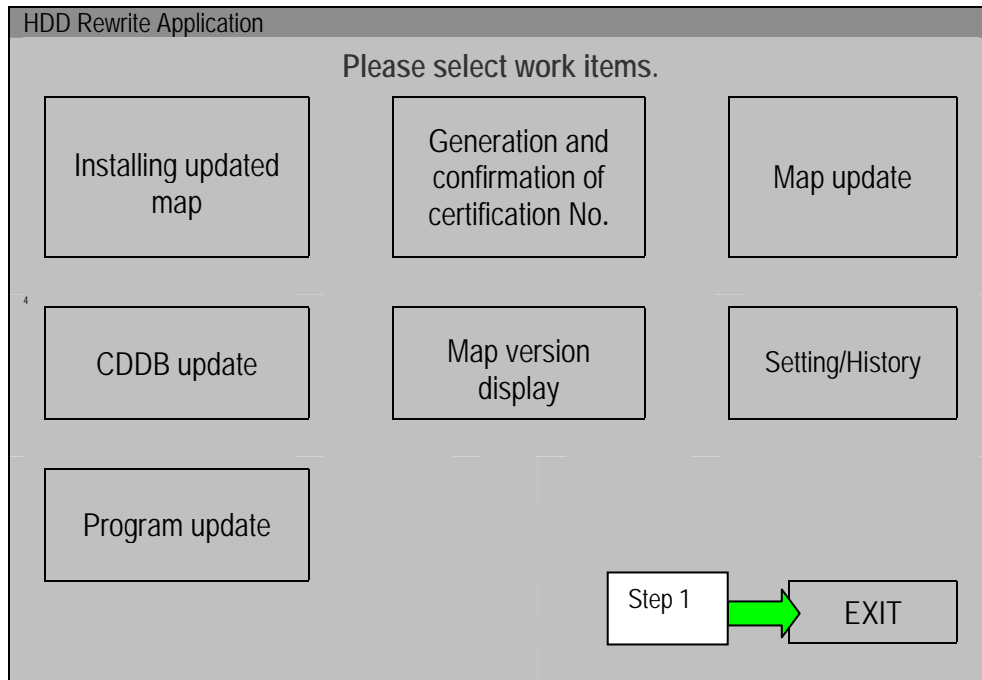 HDD Rewrite Application
Please select work items.
Installing updated
map
Generation and
confirmation of
certification No.
Map update
4
CDDB update
Map version
display
Setting/History
Program update
Step 1
EXIT